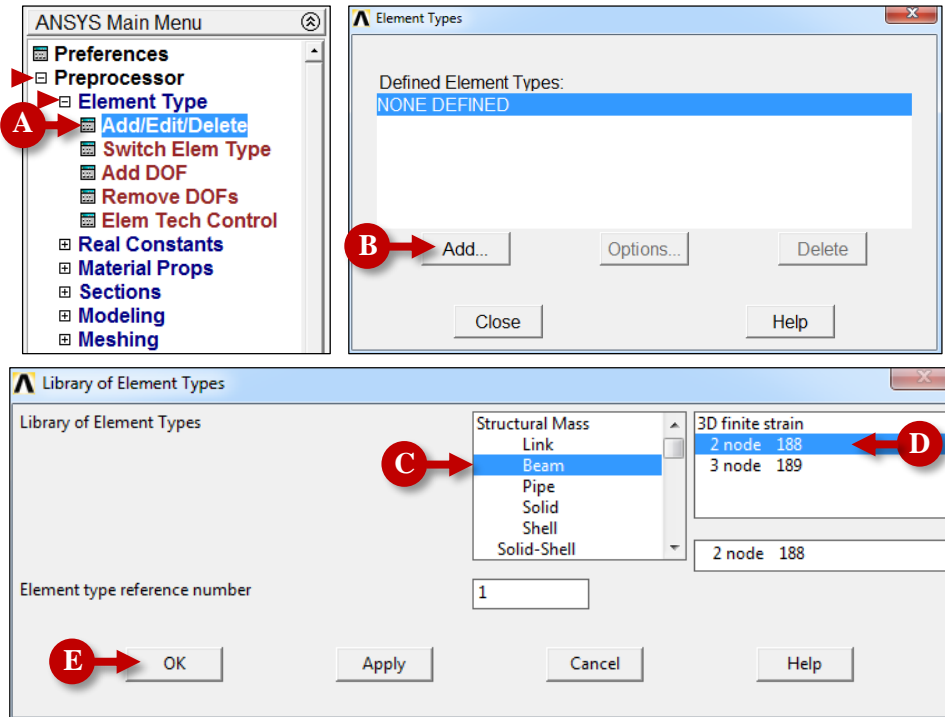 ANSYS Main Menu
Preferences
Preprocessor
Element Type
A
Add/Edit/Delete
Switch Elem Type
Add DOF
Remove DOFs
Elem Tech Control
Real Constants
Material Props
Sections
Modeling
Meshing
Element Types
Defined Element Types:
NONE DEFINED
B
Add...
Options...
Delete
Close
Help
Library of Element Types
Library of Element Types
Structural Mass
Link
C
Beam
Pipe
Solid
Shell
Solid-Shell
3D finite strain
2 node 188
D
3 node 189
2 node 188
Element type reference number
1
E
OK
Apply
Cancel
Help